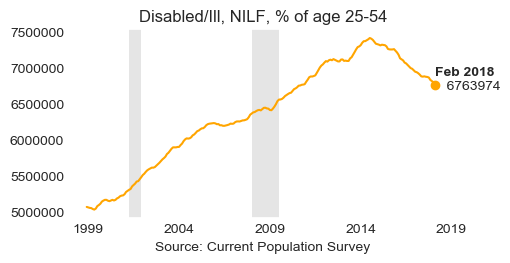 Disabled/Ill, NILF, % of age 25-54
7500000
7000000
6500000
6000000
5500000
5000000
Feb 2018
6763974
1999 2004 2009 2014 2019
Source: Current Population Survey